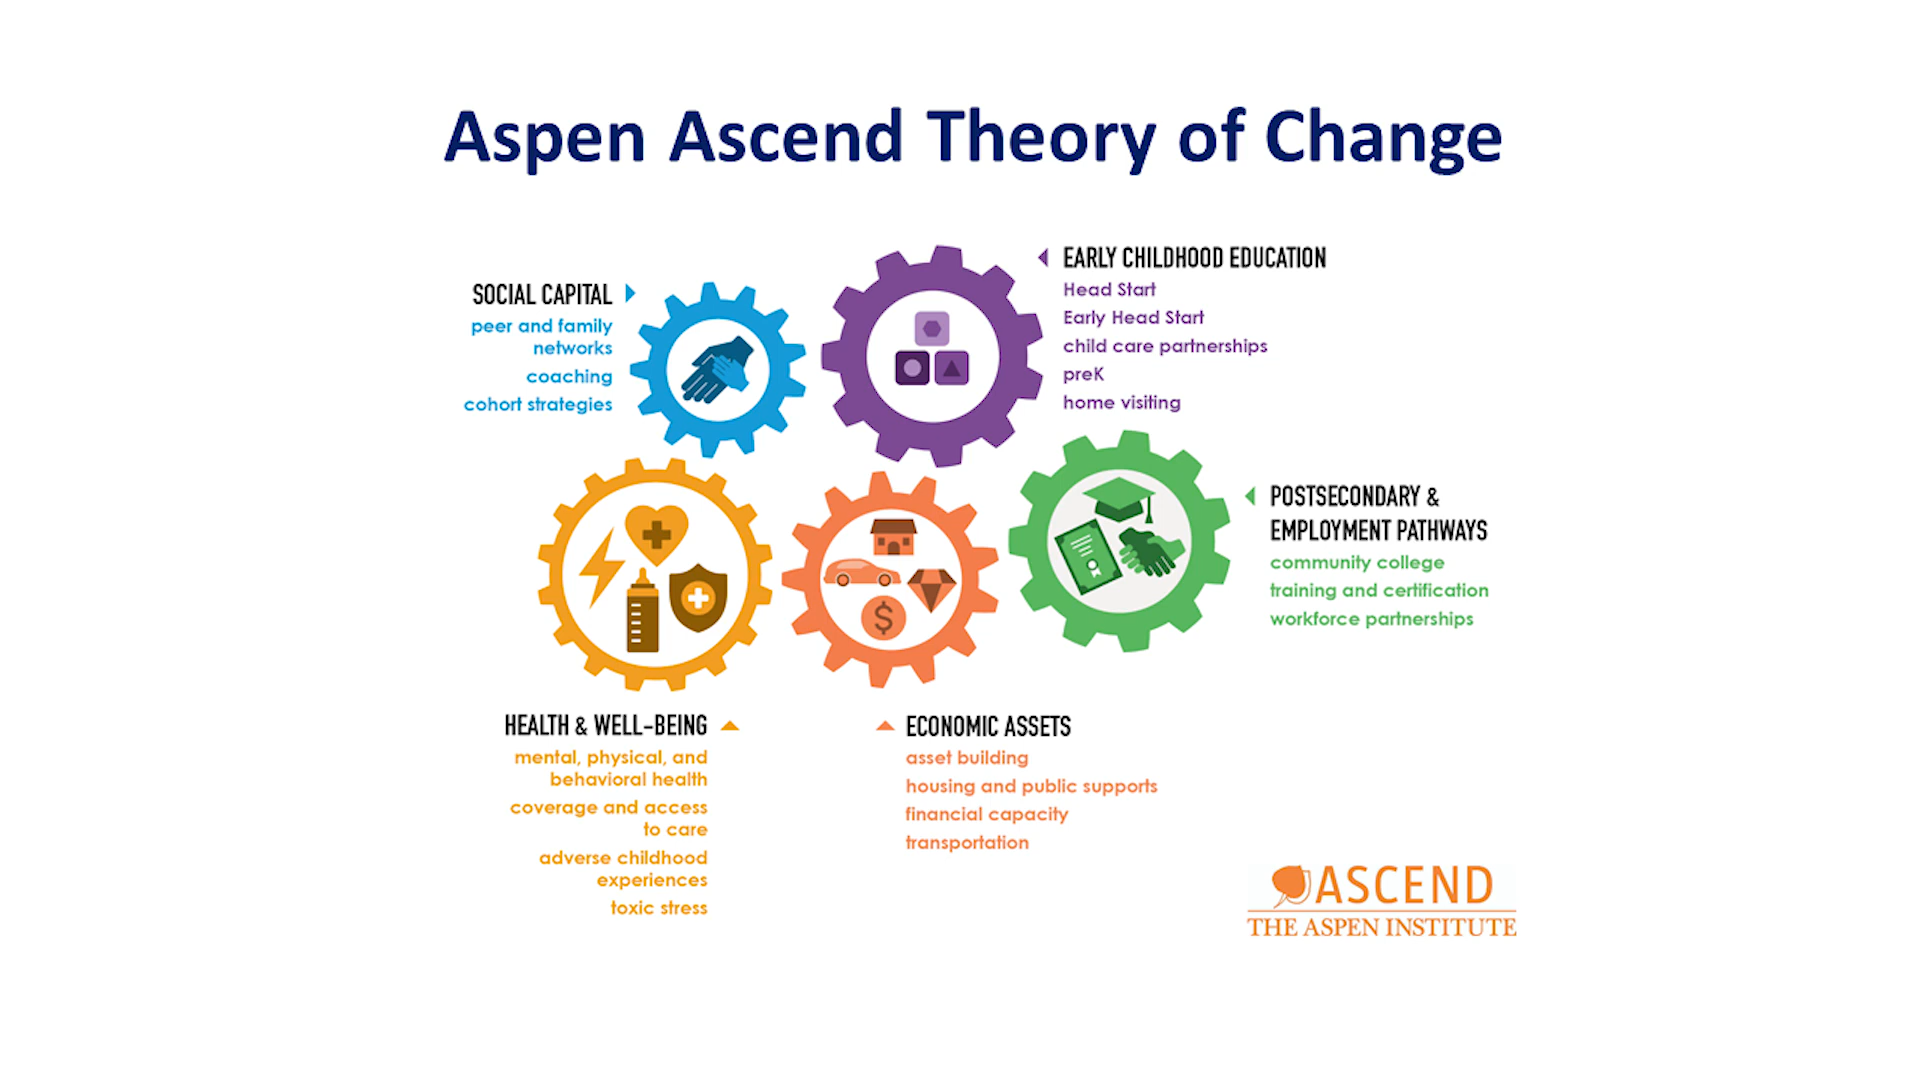 Aspen Ascend Theory of Change
SOCIAL CAPITAL
peer and family
networks
coaching
cohort strategies
EARLY CHILDHOOD EDUCATION
Head Start
Early Head Start
child care partnerships
preK
home visiting
POSTSECONDARY &
EMPLOYMENT PATHWAYS
community college
training and certification
workforce partnerships
$
HEALTH & WELL-BEING
mental, physical, and
behavioral health
coverage and access
to care
adverse childhood
experiences
toxic stress
ECONOMIC ASSETS
asset building
housing and public supports
financial capacity
transportation
ASCEND
THE ASPEN INSTITUTE